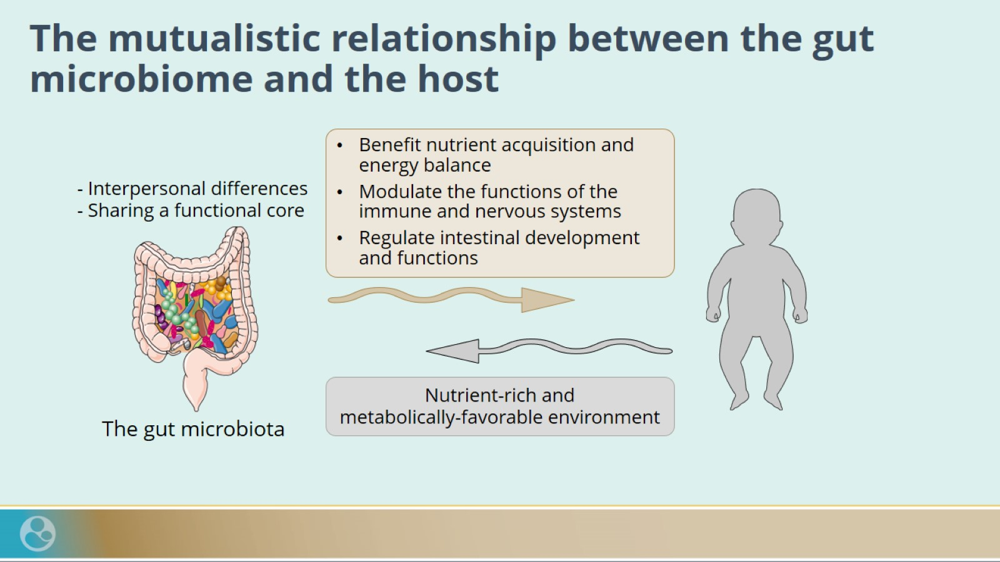 The mutualistic relationship between the gut
microbiome and the host
- Interpersonal differences
- Sharing a functional core
The gut microbiota
• Benefit nutrient acquisition and
energy balance
• Modulate the functions of the
immune and nervous systems
• Regulate intestinal development
and functions
Nutrient-rich and
metabolically-favorable environment